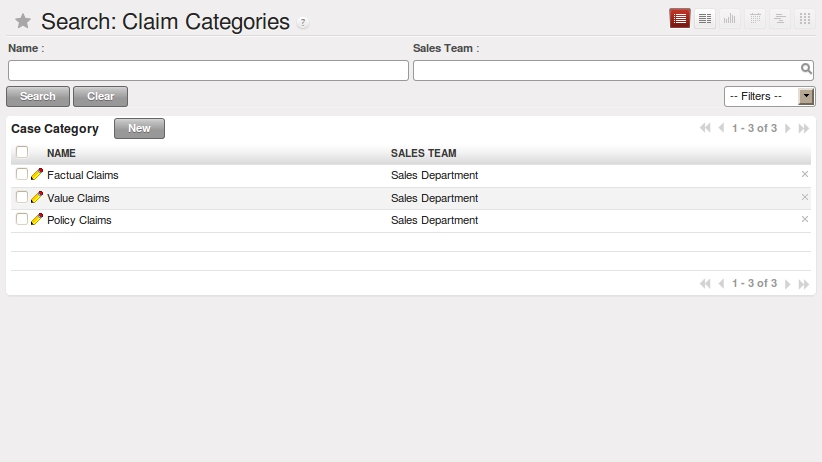 Search: Claim Categories ?
Name :
Sales Team :
Search Clear
-- Filters --
Case Category New 1 - 3 of 3
NAME SALES TEAM
Factual Claims Sales Department
Value Claims Sales Department
Policy Claims Sales Department
1 - 3 of 3